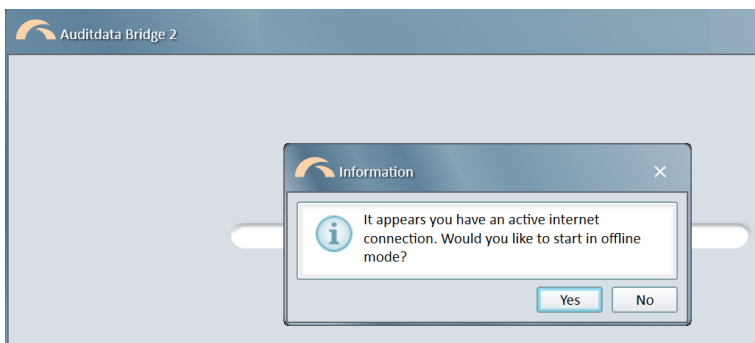 Auditdata Bridge 2
Information
It appears you have an active internet
connection. Would you like to start in offline
mode?
Yes No